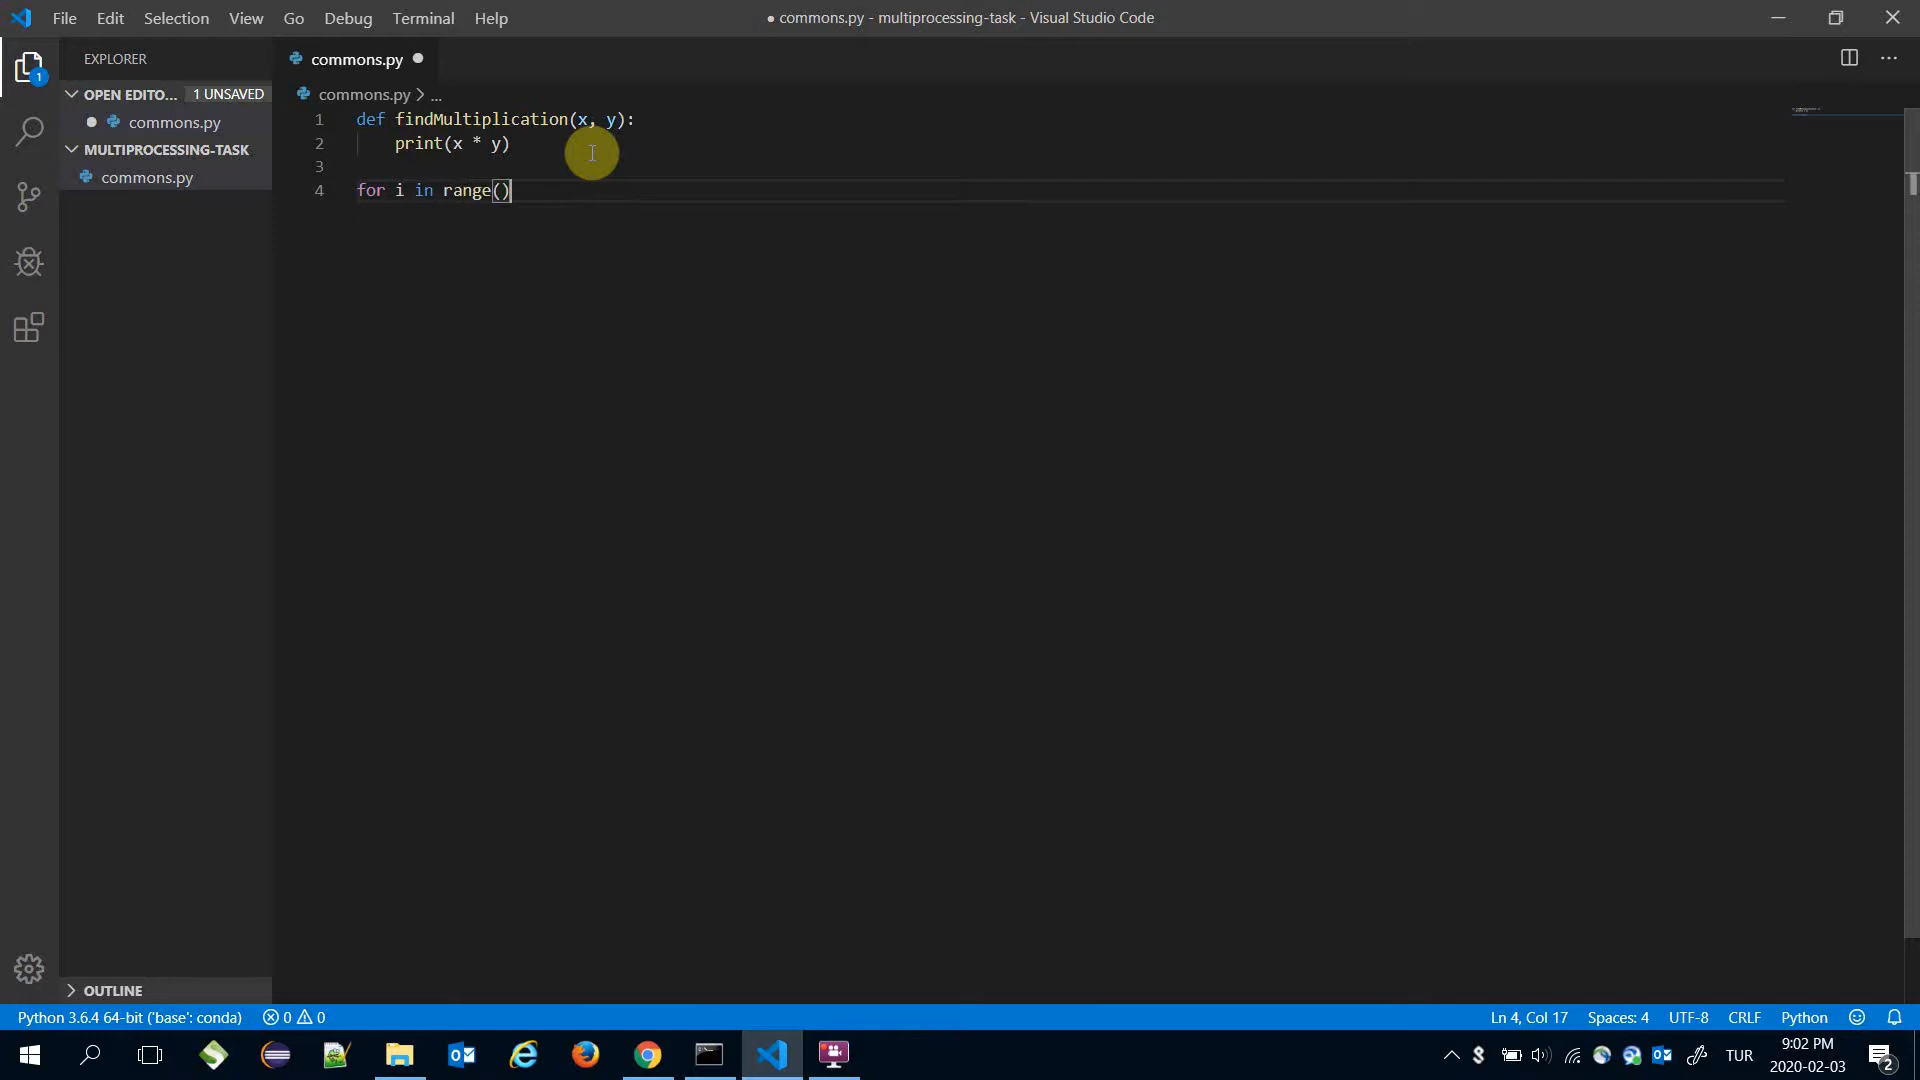 File Edit Selection View Go Debug Terminal Help
● commons.py - multiprocessing-task - Visual Studio Code
EXPLORER
OPEN EDITO... 1 UNSAVED
commons.py
MULTIPROCESSING-TASK
commons.py
OUTLINE
commons.py
commons.py > ...
1 def findMultiplication(x, y):
2 print(x * y)
3
4 for i in range()
1
Python 3.6.4 64-bit ('base': conda) 0 0
Ln 4, Col 17 Spaces: 4 UTF-8 CRLF Python
TUR
9:02 PM
2020-02-03
2